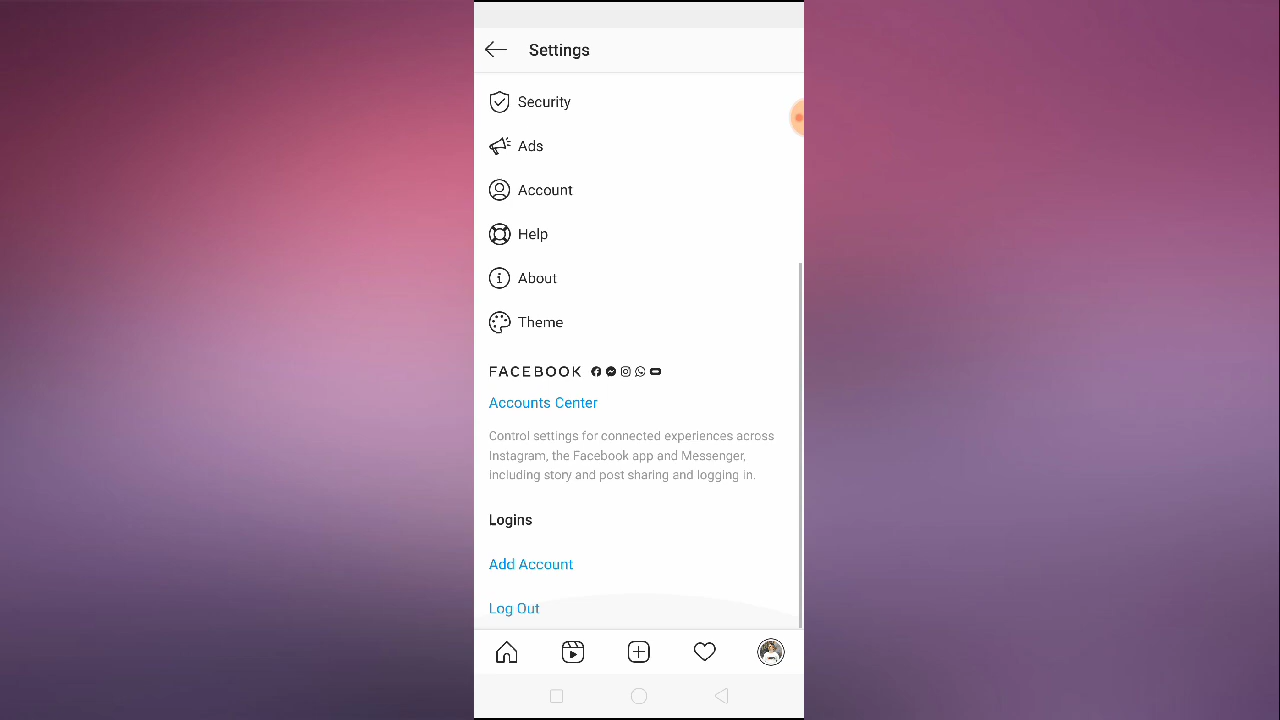 Settings
Security
Ads
Account
Help
About
Theme
FACEBOOK
Accounts Center
Control settings for connected experiences across
Instagram, the Facebook app and Messenger,
including story and post sharing and logging in.
Logins
Add Account
Log Out